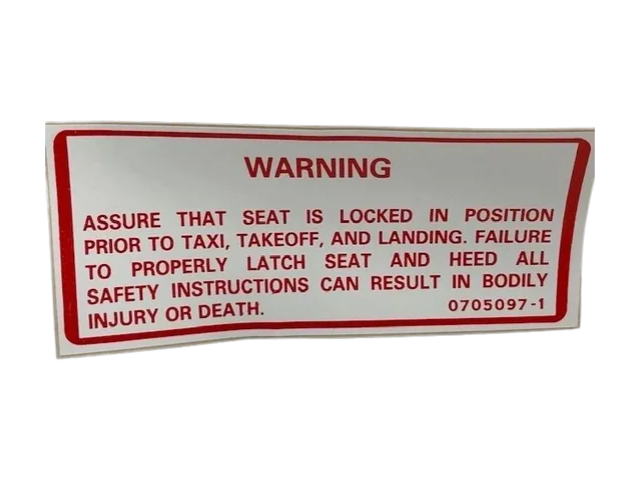 WARNING
ASSURE THAT SEAT IS LOCKED IN POSITION
PRIOR TO TAXI, TAKEOFF, AND LANDING. FAILURE
TO PROPERLY LATCH SEAT AND HEED ALL
SAFETY INSTRUCTIONS CAN RESULT IN BODILY
INJURY OR DEATH. 0705097-1